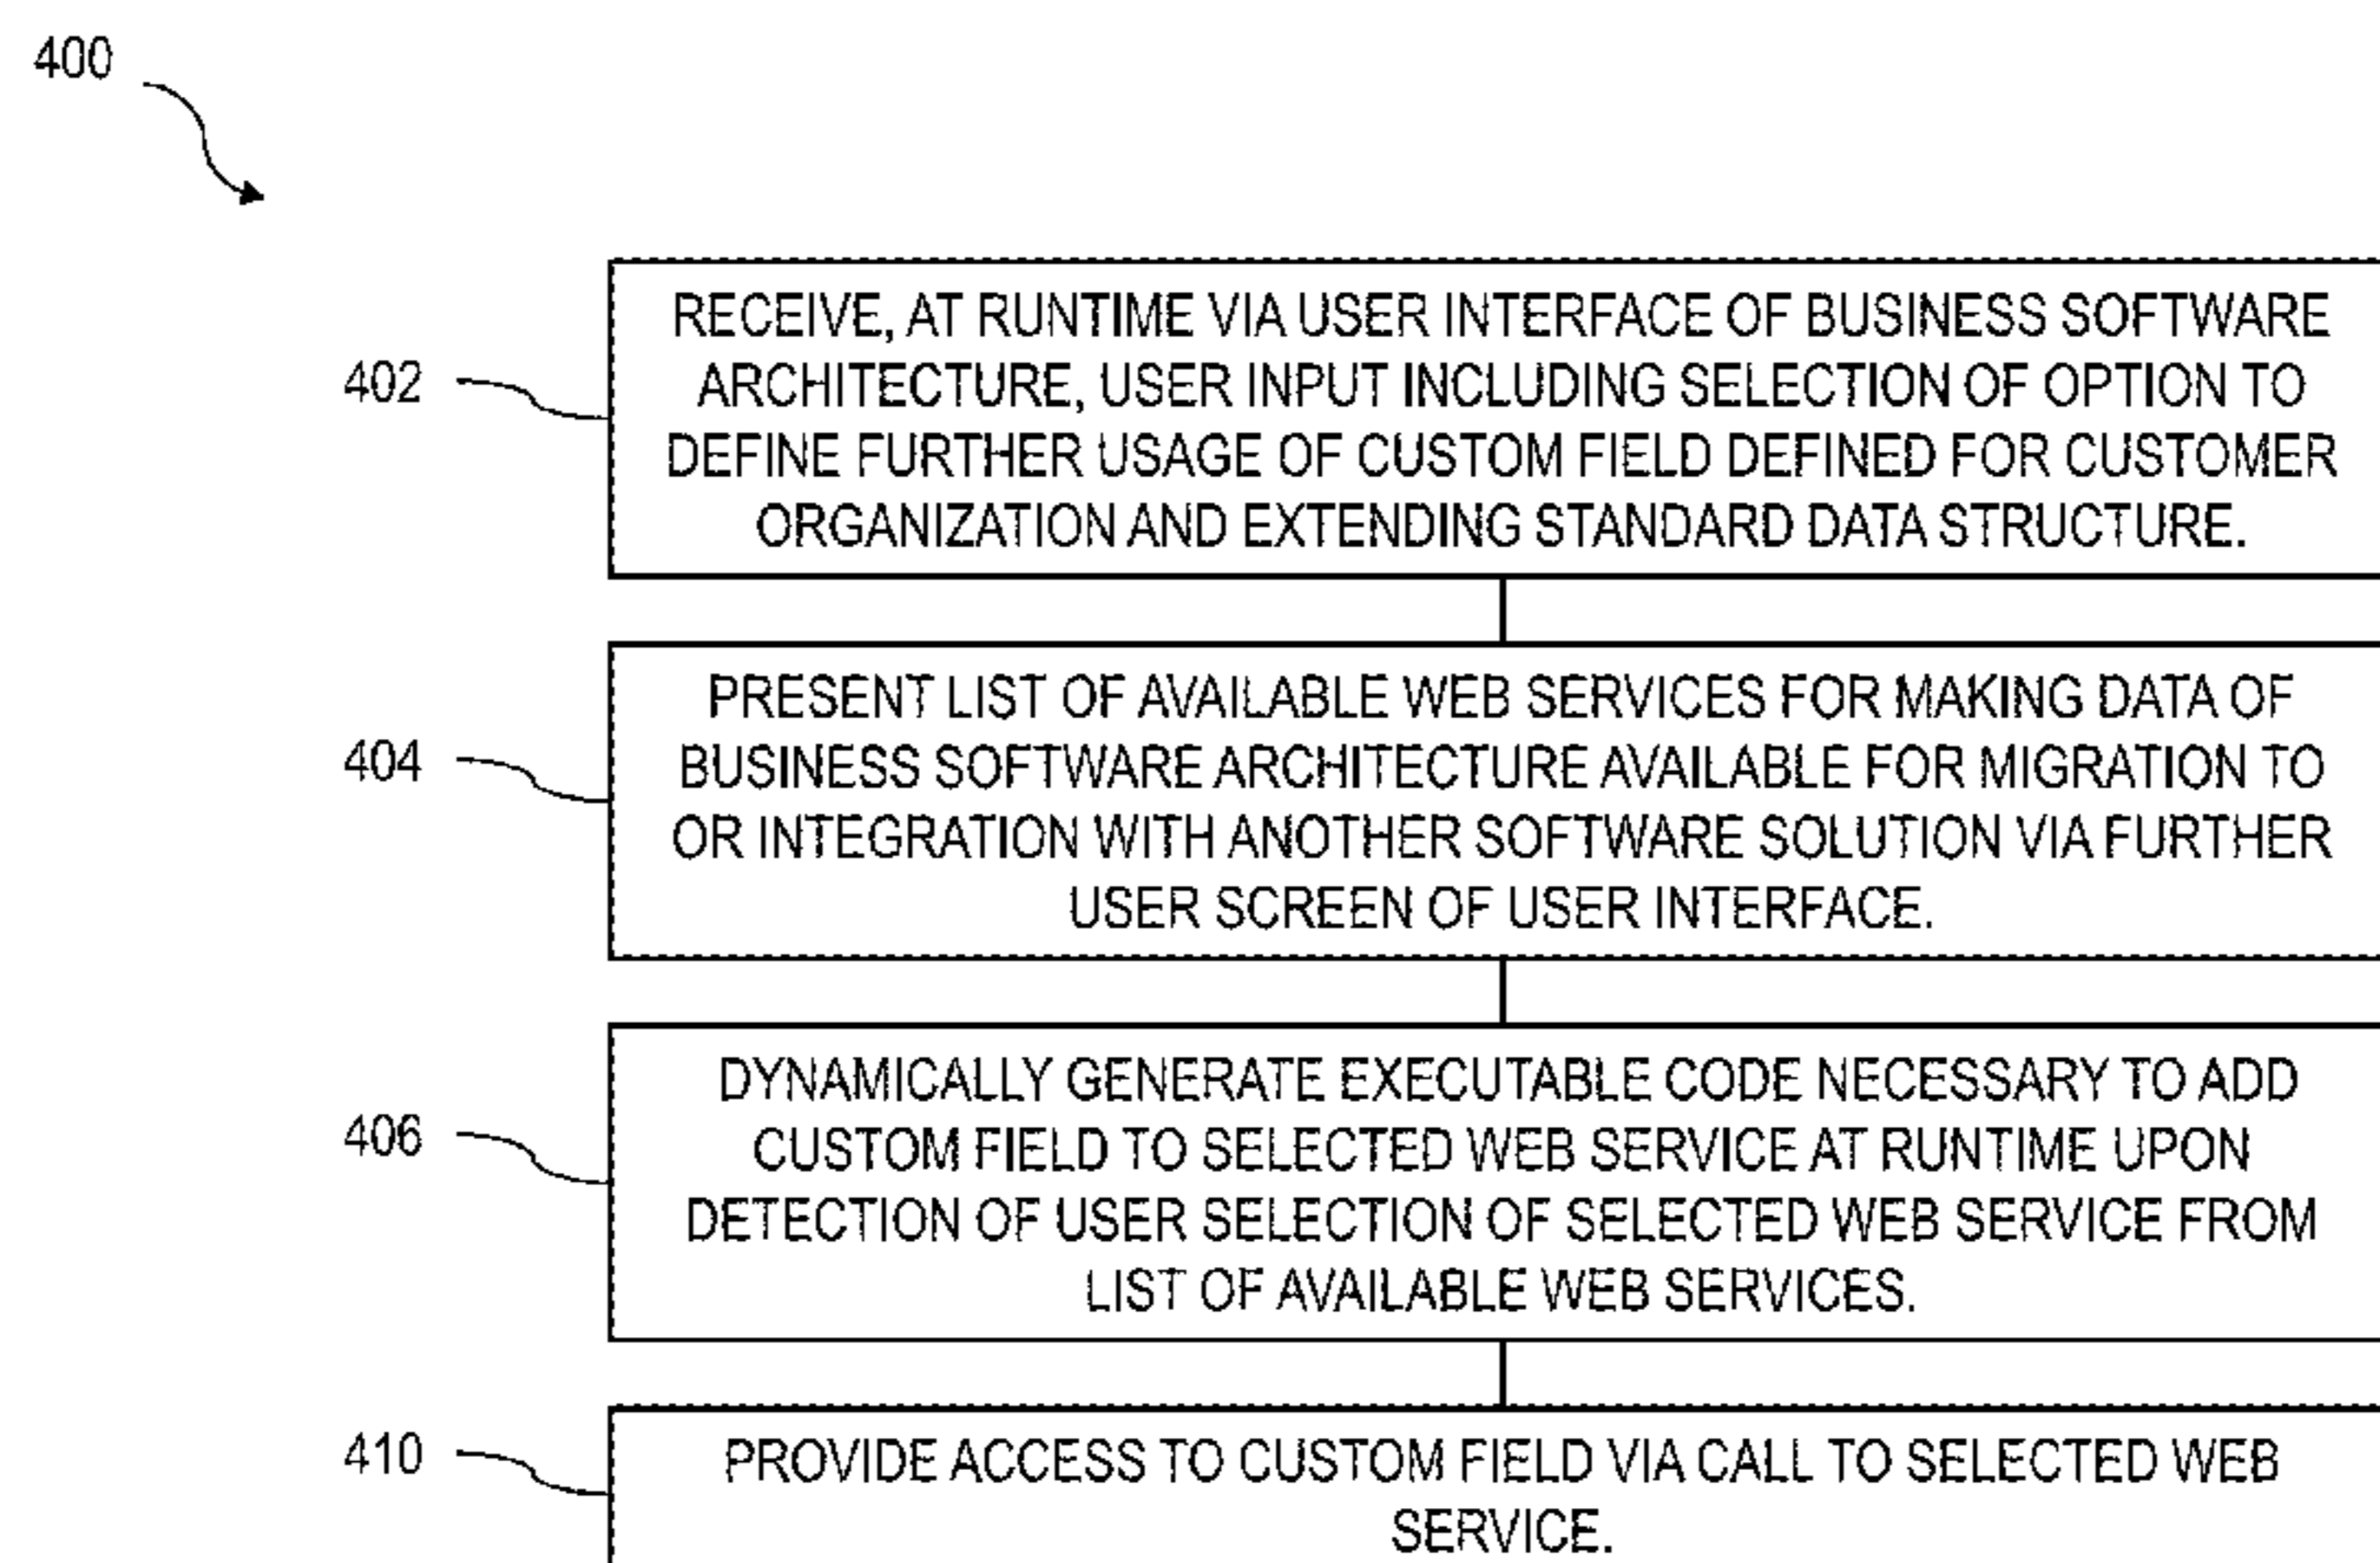 400
402
RECEIVE, AT RUNTIME VIA USER INTERFACE OF BUSINESS SOFTWARE
ARCHITECTURE, USER INPUT INCLUDING SELECTION OF OPTION TO
DEFINE FURTHER USAGE OF CUSTOM FIELD DEFINED FOR CUSTOMER
ORGANIZATION AND EXTENDING STANDARD DATA STRUCTURE.
404
PRESENT LIST OF AVAILABLE WEB SERVICES FOR MAKING DATA OF
BUSINESS SOFTWARE ARCHITECTURE AVAILABLE FOR MIGRATION TO
OR INTEGRATION WITH ANOTHER SOFTWARE SOLUTION VIA FURTHER
USER SCREEN OF USER INTERFACE.
406
DYNAMICALLY GENERATE EXECUTABLE CODE NECESSARY TO ADD
CUSTOM FIELD TO SELECTED WEB SERVICE AT RUNTIME UPON
DETECTION OF USER SELECTION OF SELECTED WEB SERVICE FROM
LIST OF AVAILABLE WEB SERVICES.
410
PROVIDE ACCESS TO CUSTOM FIELD VIA CALL TO SELECTED WEB
SERVICE.